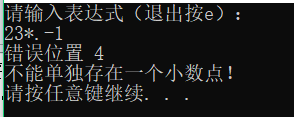 请输入表达式（退出按e）：
23*.-1
错误位置 4
不能单独存在一个小数点！
请按任意键继续. . .